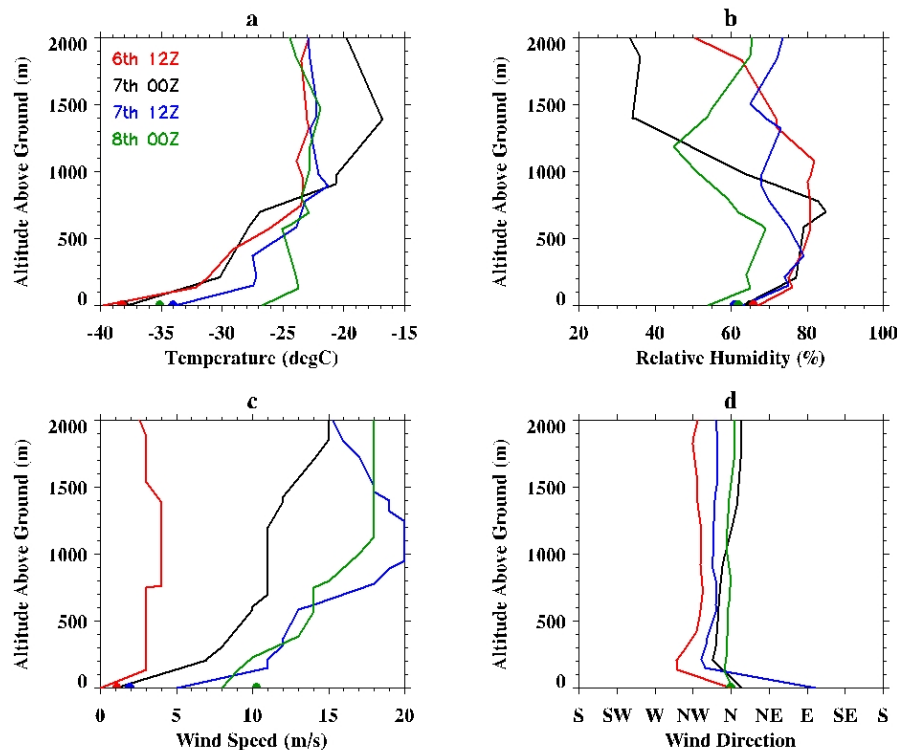 a
2000
1500
1000
500
0
Altitude Above Ground (m)
6th 12Z
7th 00Z
7th 12Z
8th 00Z
-40 -35 -30 -25 -20 -15
Temperature (degC)
b
2000
1500
1000
500
0
Altitude Above Ground (m)
20 40 60 80 100
Relative Humidity (%)
c
2000
1500
1000
500
0
Altitude Above Ground (m)
0 5 10 15 20
Wind Speed (m/s)
d
2000
1500
1000
500
0
Altitude Above Ground (m)
S SW W NW N NE E SE S
Wind Direction